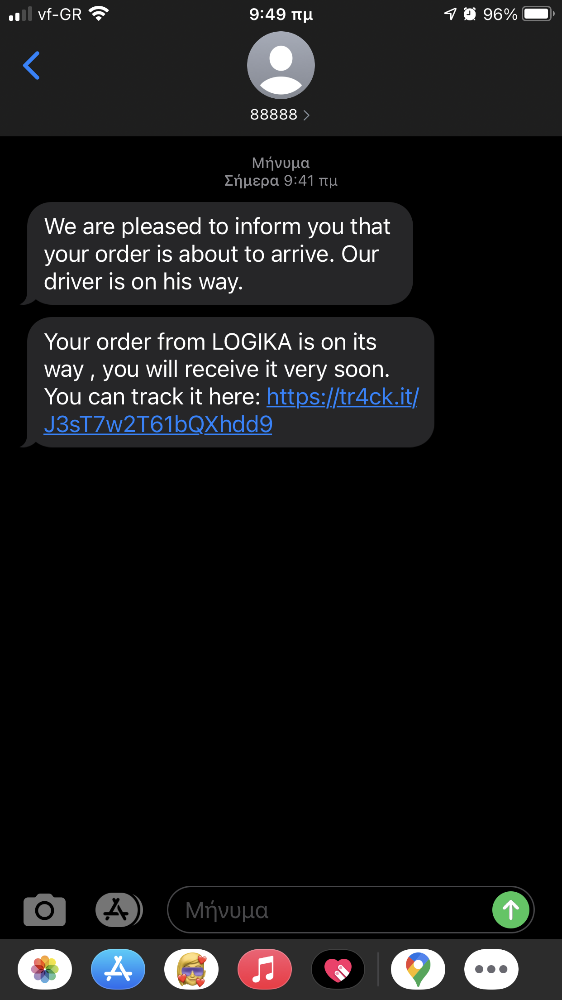 vf-GR 9:49 πμ 96%
88888
Μήνυμα
Σήμερα 9:41 πμ
We are pleased to inform you that
your order is about to arrive. Our
driver is on his way.
Your order from LOGIKA is on its
way , you will receive it very soon.
You can track it here: https://tr4ck.it/
J3sT7w2T61bQXhdd9
Μήνυμα